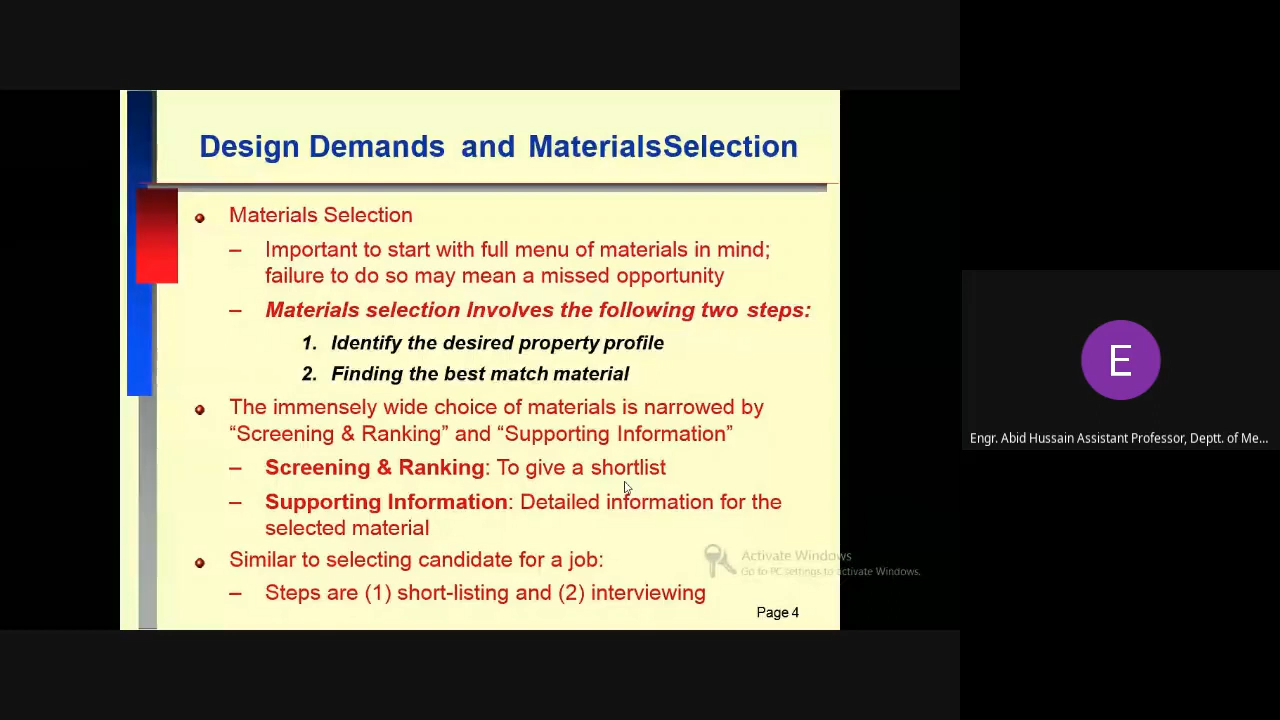 Design Demands and MaterialsSelection
Materials Selection
– Important to start with full menu of materials in mind;
failure to do so may mean a missed opportunity
– Materials selection Involves the following two steps:
1. Identify the desired property profile
2. Finding the best match material
The immensely wide choice of materials is narrowed by
“Screening & Ranking” and “Supporting Information”
– Screening & Ranking: To give a shortlist
– Supporting Information: Detailed information for the
selected material
Similar to selecting candidate for a job:
– Steps are (1) short-listing and (2) interviewing
Activate Windows
Go to PC settings to activate Windows.
Page 4
E
Engr. Abid Hussain Assistant Professor, Deptt. of Me...